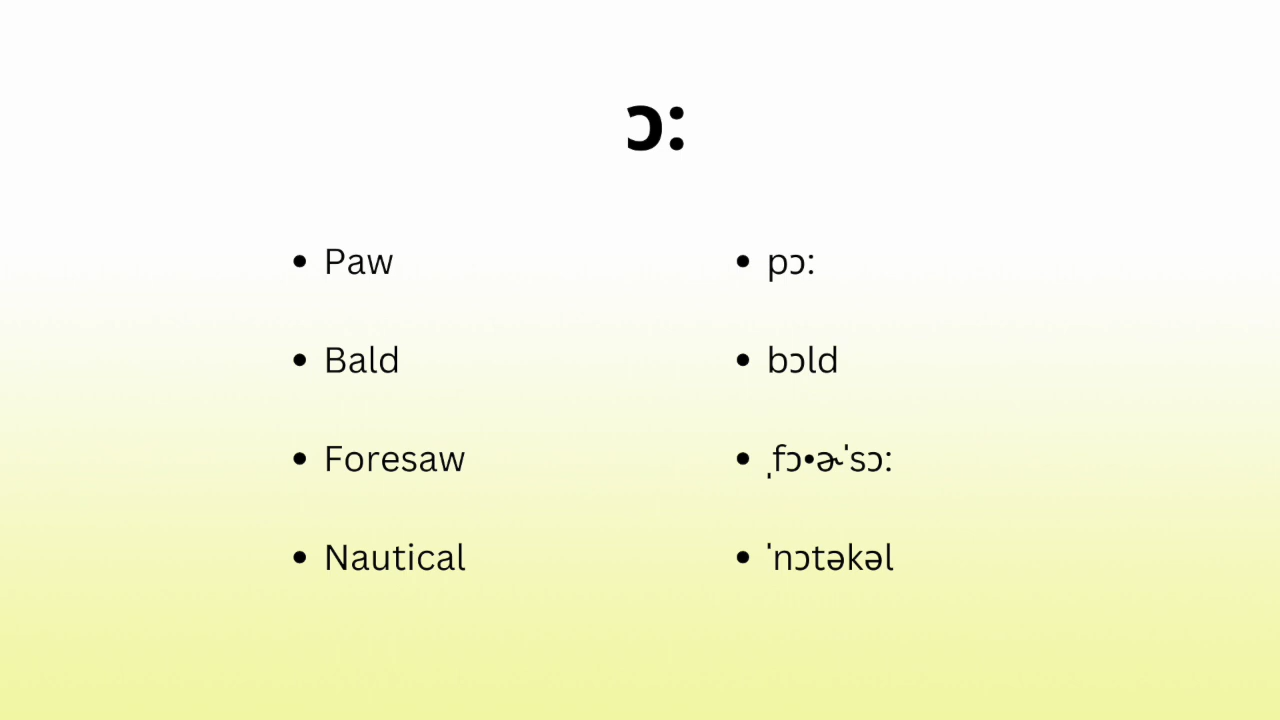 ɔ:
Paw
pɔ:
Bald
bɔld
Foresaw
ˌfɔ•ɚˈsɔ:
Nautical
ˈnɔtəkəl